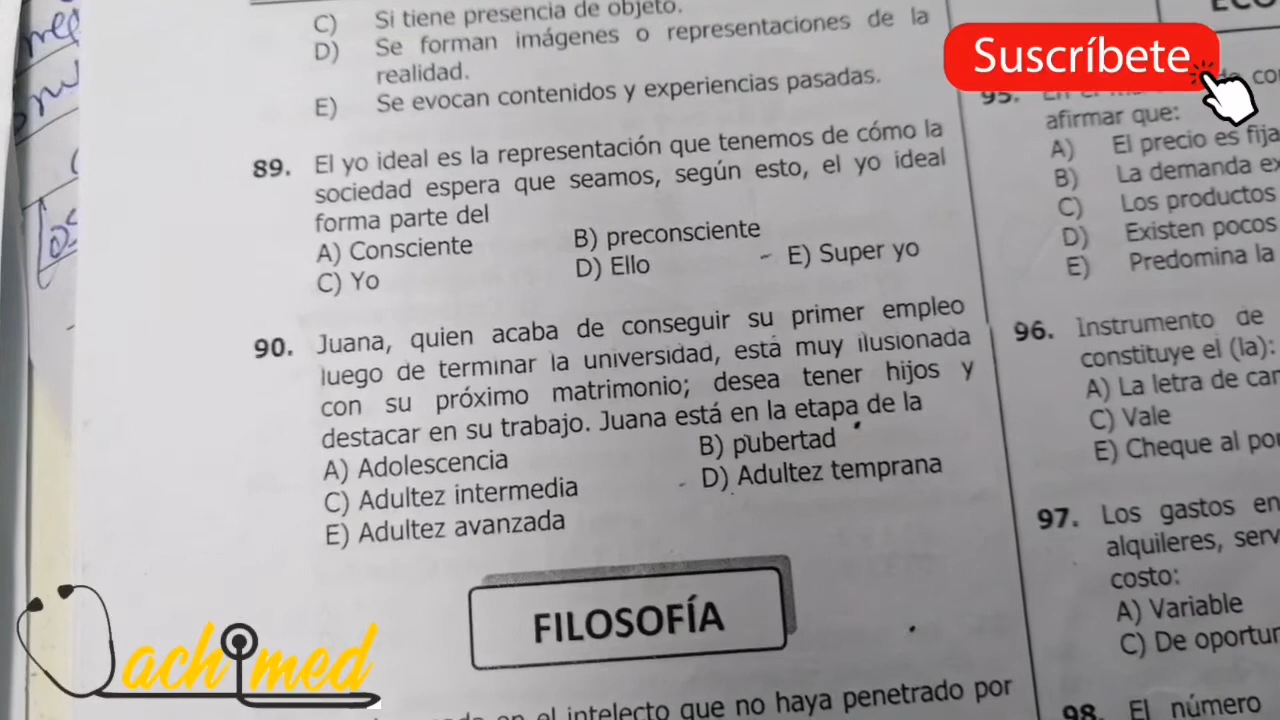 C) Si tiene presencia de objeto.
D) Se forman imágenes o representaciones de la
realidad.
E) Se evocan contenidos y experiencias pasadas.
89. El yo ideal es la representación que tenemos de cómo la
sociedad espera que seamos, según esto, el yo ideal
forma parte del
A) Consciente B) preconsciente
C) Yo D) Ello E) Super yo
90. Juana, quien acaba de conseguir su primer empleo
luego de terminar la universidad, está muy ilusionada
con su próximo matrimonio; desea tener hijos y
destacar en su trabajo. Juana está en la etapa de la
A) Adolescencia B) pubertad
C) Adultez intermedia D) Adultez temprana
E) Adultez avanzada
FILOSOFÍA
el intelecto que no haya penetrado por
Suscríbete
95.
afirmar que:
A) El precio es fija
B) La demanda
C) Los productos
D) Existen pocos
E) Predomina la
96. Instrumento de
constituye el (la):
A) La letra de
C) Vale
E) Cheque al
97. Los gastos en
alquileres,
costo:
A) Variable
C) De
98. El número
achimed